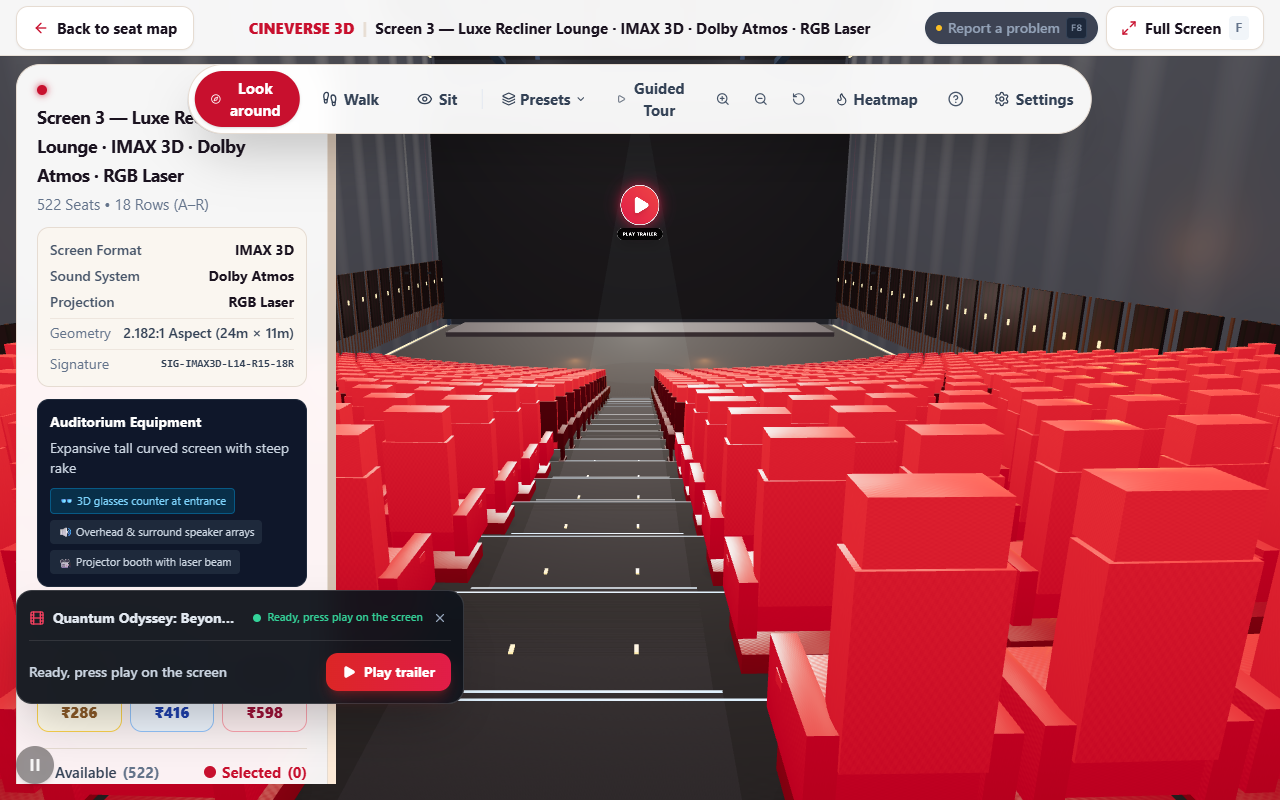 Back to seat map
CINEVERSE 3D | Screen 3 — Luxe Recliner Lounge · IMAX 3D · Dolby Atmos · RGB Laser
Report a problem F8
Full Screen F
Look around
Walk
Sit
Presets
Guided Tour
Heatmap
Settings
Screen 3 — Luxe Re
Lounge · IMAX 3D · Dolby
Atmos · RGB Laser
522 Seats • 18 Rows (A–R)
Screen Format IMAX 3D
Sound System Dolby Atmos
Projection RGB Laser
Geometry 2.182:1 Aspect (24m × 11m)
Signature SIG-IMAX3D-L14-R15-18R
Auditorium Equipment
Expansive tall curved screen with steep
rake
3D glasses counter at entrance
Overhead & surround speaker arrays
Projector booth with laser beam
PLAY TRAILER
Quantum Odyssey: Beyon...
Ready, press play on the screen
Ready, press play on the screen
Play trailer
₹286 ₹416 ₹598
Available (522) Selected (0)